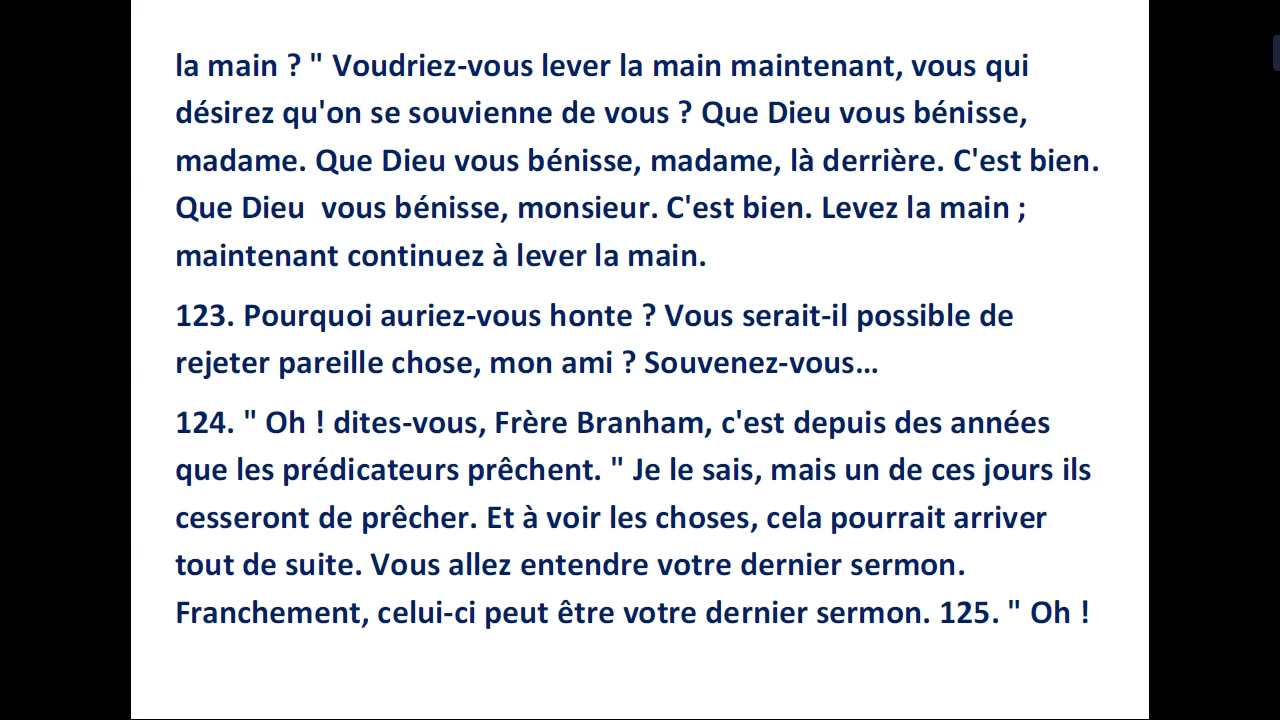 la main ? " Voudriez-vous lever la main maintenant, vous qui
désirez qu'on se souvienne de vous ? Que Dieu vous bénisse,
madame. Que Dieu vous bénisse, madame, là derrière. C'est bien.
Que Dieu  vous bénisse, monsieur. C'est bien. Levez la main ;
maintenant continuez à lever la main.
123. Pourquoi auriez-vous honte ? Vous serait-il possible de
rejeter pareille chose, mon ami ? Souvenez-vous...
124. " Oh ! dites-vous, Frère Branham, c'est depuis des années
que les prédicateurs prêchent. " Je le sais, mais un de ces jours ils
cesseront de prêcher. Et à voir les choses, cela pourrait arriver
tout de suite. Vous allez entendre votre dernier sermon.
Franchement, celui-ci peut être votre dernier sermon. 125. " Oh !